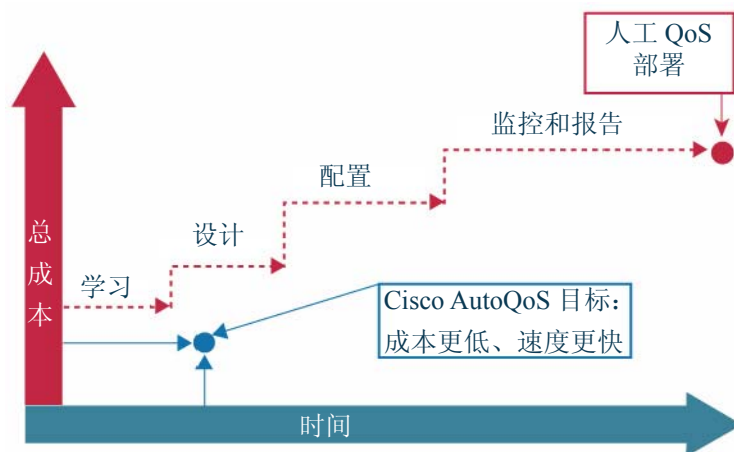 人工 QoS
部署
监控和报告
配置
设计
学习
总成本
Cisco AutoQoS 目标：
成本更低、速度更快
时间